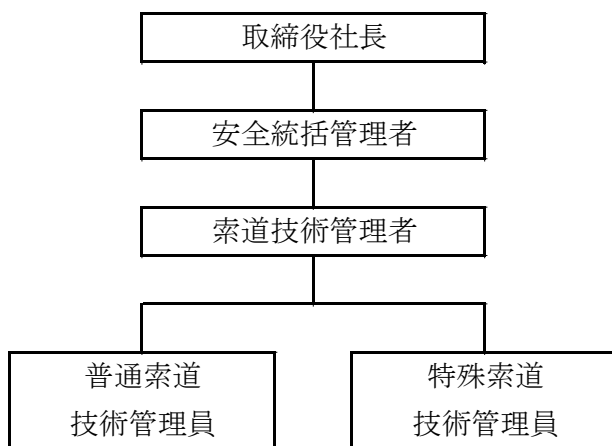 取締役社長
安全統括管理者
索道技術管理者
普通索道
技術管理員
特殊索道
技術管理員